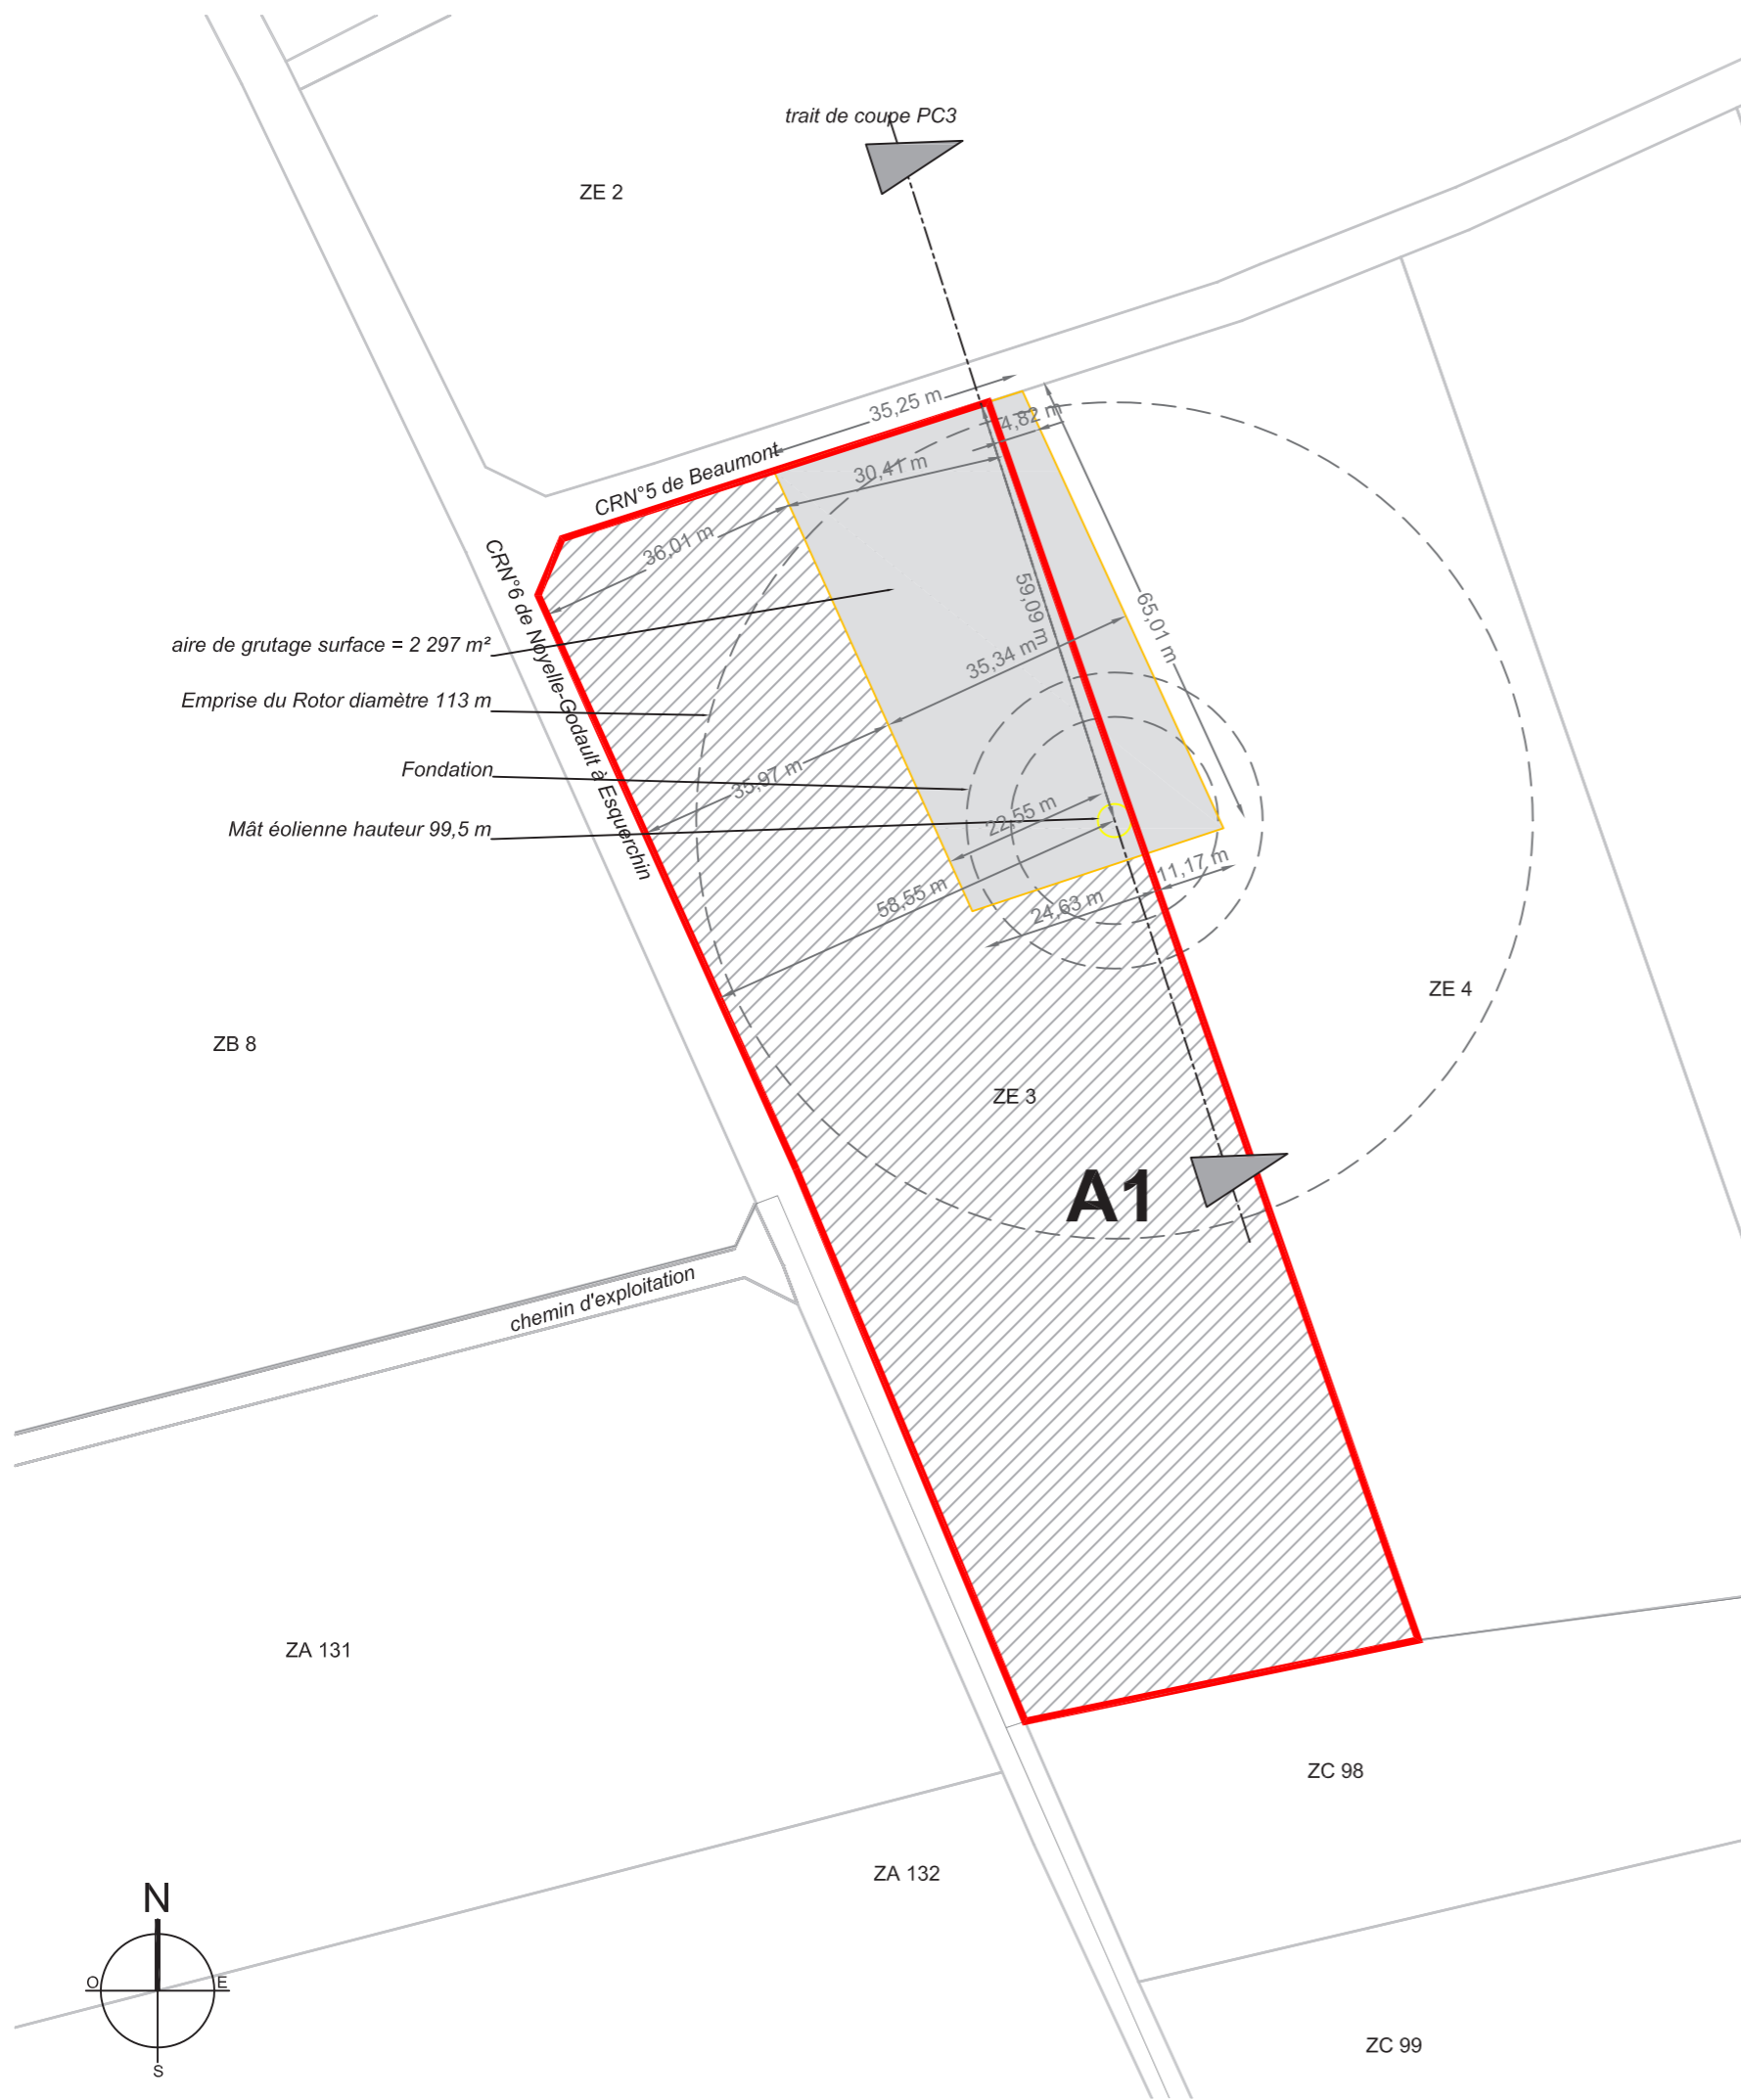 trait de coupe PC3
ZE 2
35,25 m
4,82 m
CRN°5 de Beaumont
30,41 m
36,01 m
CRN°6 de Noyelle-Godault à Esquerchin
59,09 m
65,01 m
aire de grutage surface = 2 297 m²
35,34 m
Emprise du Rotor diamètre 113 m
Fondation
35,97 m
22,55 m
Mât éolienne hauteur 99,5 m
11,17 m
58,55 m
24,63 m
ZE 4
ZB 8
ZE 3
A1
chemin d'exploitation
ZA 131
ZC 98
ZA 132
N
O
E
S
ZC 99